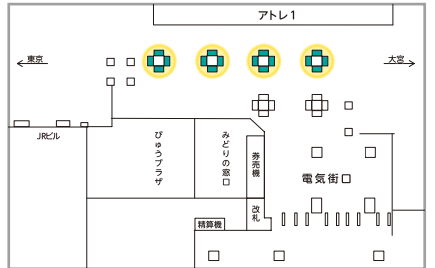 アトレ1
東京
大宮
JRビル
びゅうプラザ
みどりの窓口
券売機
電気街口
改札
精算機